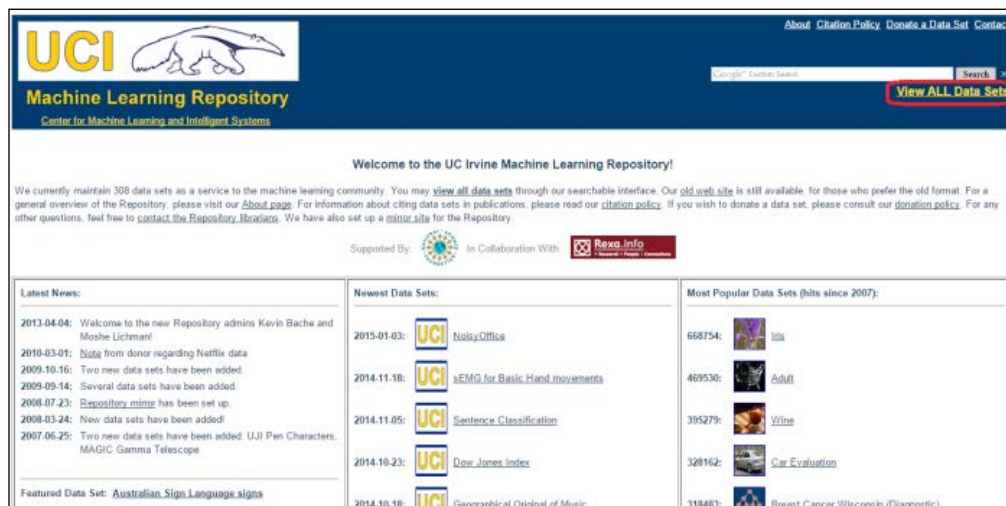 About Citation Policy Donate a Data Set Contac
UCI
Google™ Custom Search
Search
View ALL Data Sets
Machine Learning Repository
Center for Machine Learning and Intelligent Systems
Welcome to the UC Irvine Machine Learning Repository!
We currently maintain 308 data sets as a service to the machine learning community. You may view all data sets through our searchable interface. Our old web site is still available, for those who prefer the old format. For a
general overview of the Repository, please visit our About page. For information about citing data sets in publications, please read our citation policy. If you wish to donate a data set, please consult our donation policy. For any
other questions, feel free to contact the Repository librarians. We have also set up a mirror site for the Repository.
Supported By:
In Collaboration With:
Rexa.info
Research • People • Connections
Latest News:
2013-04-04: Welcome to the new Repository admins Kevin Bache and
Moshe Lichman!
2010-03-01: Note from donor regarding Netflix data
2009-10-16: Two new data sets have been added.
2009-09-14: Several data sets have been added.
2008-07-23: Repository mirror has been set up.
2008-03-24: New data sets have been added!
2007-06-25: Two new data sets have been added: UJI Pen Characters,
MAGIC Gamma Telescope
Featured Data Set: Australian Sign Language signs
Newest Data Sets:
2015-01-03: UCI NoisyOffice
2014-11-18: UCI sEMG for Basic Hand movements
2014-11-05: UCI Sentence Classification
2014-10-23: UCI Dow Jones Index
2014-10-18: UCI Geographical Original of Music
Most Popular Data Sets (hits since 2007):
668754: Iris
469530: Adult
395279: Wine
328162: Car Evaluation
318483: Breast Cancer Wisconsin (Diagnostic)